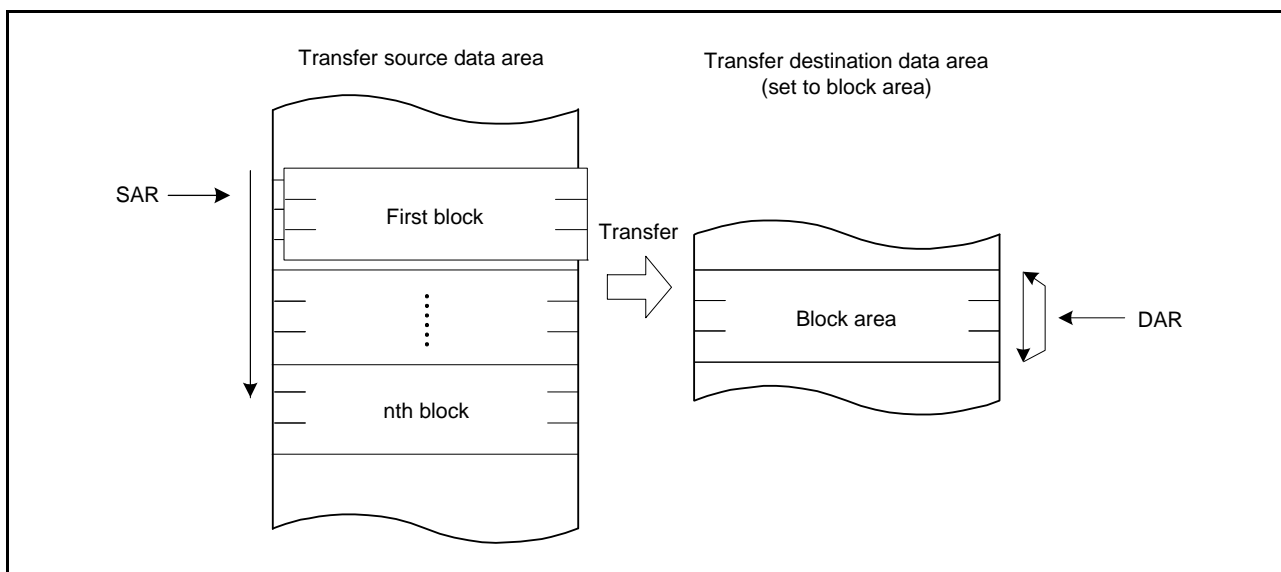 Transfer source data area
Transfer destination data area
(set to block area)
SAR
First block
Transfer
Block area
DAR
nth block